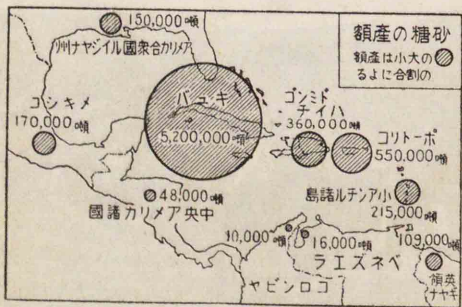 砂糖の産額
の大小は産額
の割合による
150,000噸
アメリカ合衆國ルイシヤナ州
メキシコ
170,000噸
キュバ
5,200,000噸
ドミンゴ
ハイチ
360,000噸
ポートリコ
550,000噸
48,000噸
中央アメリカ諸國
小アンチル諸島
215,000噸
10,000噸
16,000噸
109,000噸
ベネズエラ
コロンビヤ
英領
ギヤナ